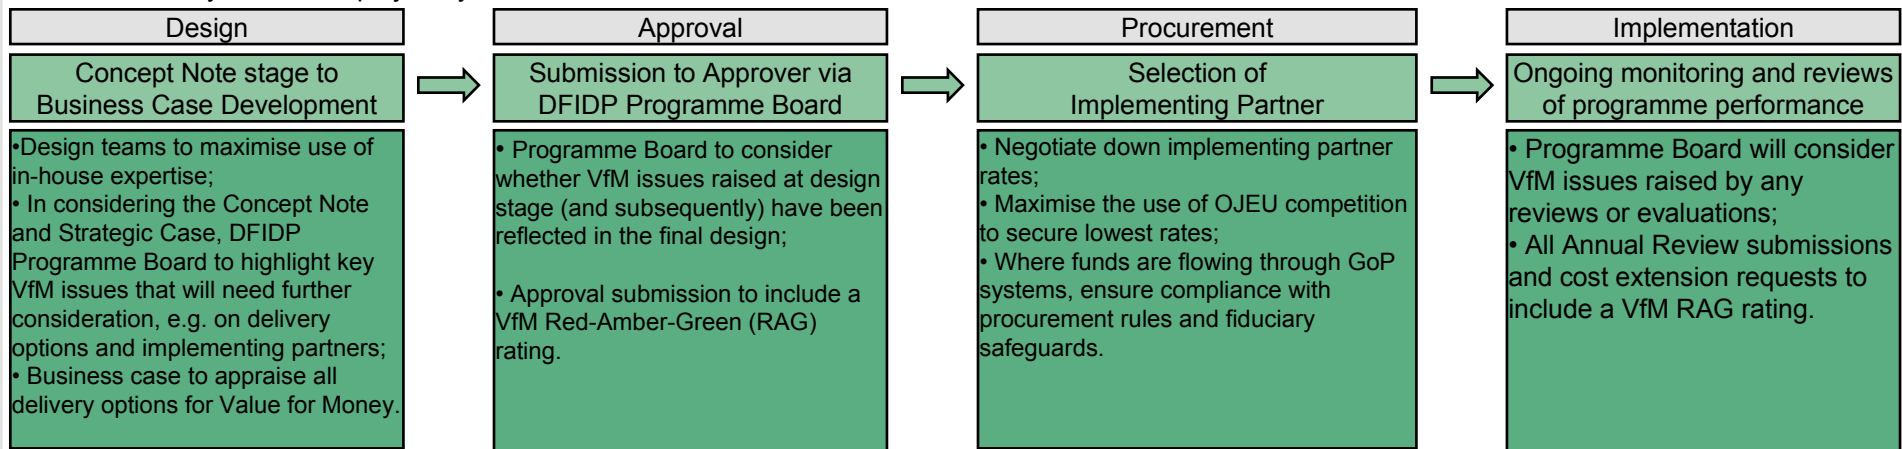 Design
Concept Note stage to
Business Case Development
•Design teams to maximise use of
in-house expertise;
• In considering the Concept Note
and Strategic Case, DFIDP
Programme Board to highlight key
VfM issues that will need further
consideration, e.g. on delivery
options and implementing partners;
• Business case to appraise all
delivery options for Value for Money.
Approval
Submission to Approver via
DFIDP Programme Board
• Programme Board to consider
whether VfM issues raised at design
stage (and subsequently) have been
reflected in the final design;
• Approval submission to include a
VfM Red-Amber-Green (RAG)
rating.
Procurement
Selection of
Implementing Partner
• Negotiate down implementing partner
rates;
• Maximise the use of OJEU competition
to secure lowest rates;
• Where funds are flowing through GoP
systems, ensure compliance with
procurement rules and fiduciary
safeguards.
Implementation
Ongoing monitoring and reviews
of programme performance
• Programme Board will consider
VfM issues raised by any
reviews or evaluations;
• All Annual Review submissions
and cost extension requests to
include a VfM RAG rating.